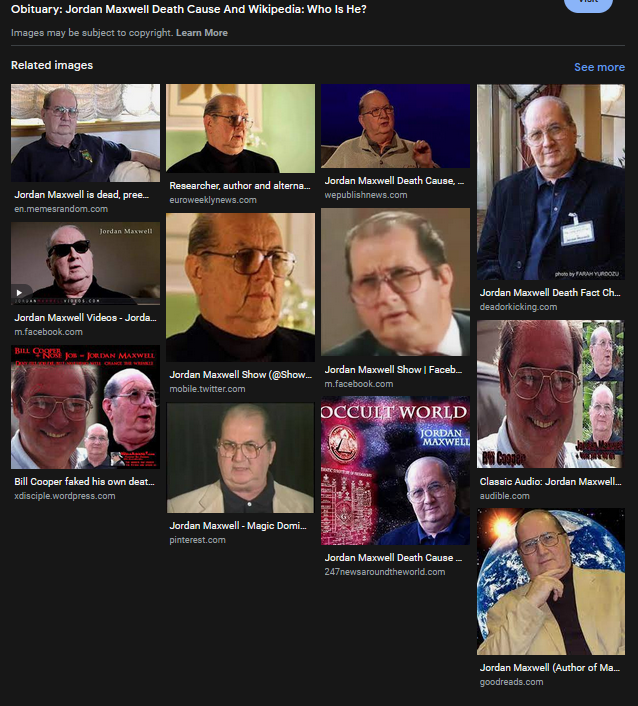 Obituary: Jordan Maxwell Death Cause And Wikipedia: Who Is He?
Visit
Images may be subject to copyright. Learn More
Related images
See more
Jordan Maxwell is dead, pree...
en.memesrandom.com
Researcher, author and alterna...
euroweeklynews.com
Jordan Maxwell Death Cause, ...
wepublishnews.com
photo by FARAH YURDOZU
Jordan Maxwell Death Fact Ch...
deadorkicking.com
Jordan Maxwell
Jordan Maxwell Videos - Jorda...
m.facebook.com
Jordan Maxwell Show (@Show...
mobile.twitter.com
Jordan Maxwell Show | Faceb...
m.facebook.com
BILL COOPER
+ NOSE JOB = JORDAN MAXWELL
Bill Cooper faked his own deat...
xdisciple.wordpress.com
Jordan Maxwell - Magic Domi...
pinterest.com
OCCULT WORLD
JORDAN
MAXWELL
Jordan Maxwell Death Cause ...
247newsaroundtheworld.com
Bill Cooper
Classic Audio: Jordan Maxwell...
audible.com
Jordan Maxwell (Author of Ma...
goodreads.com